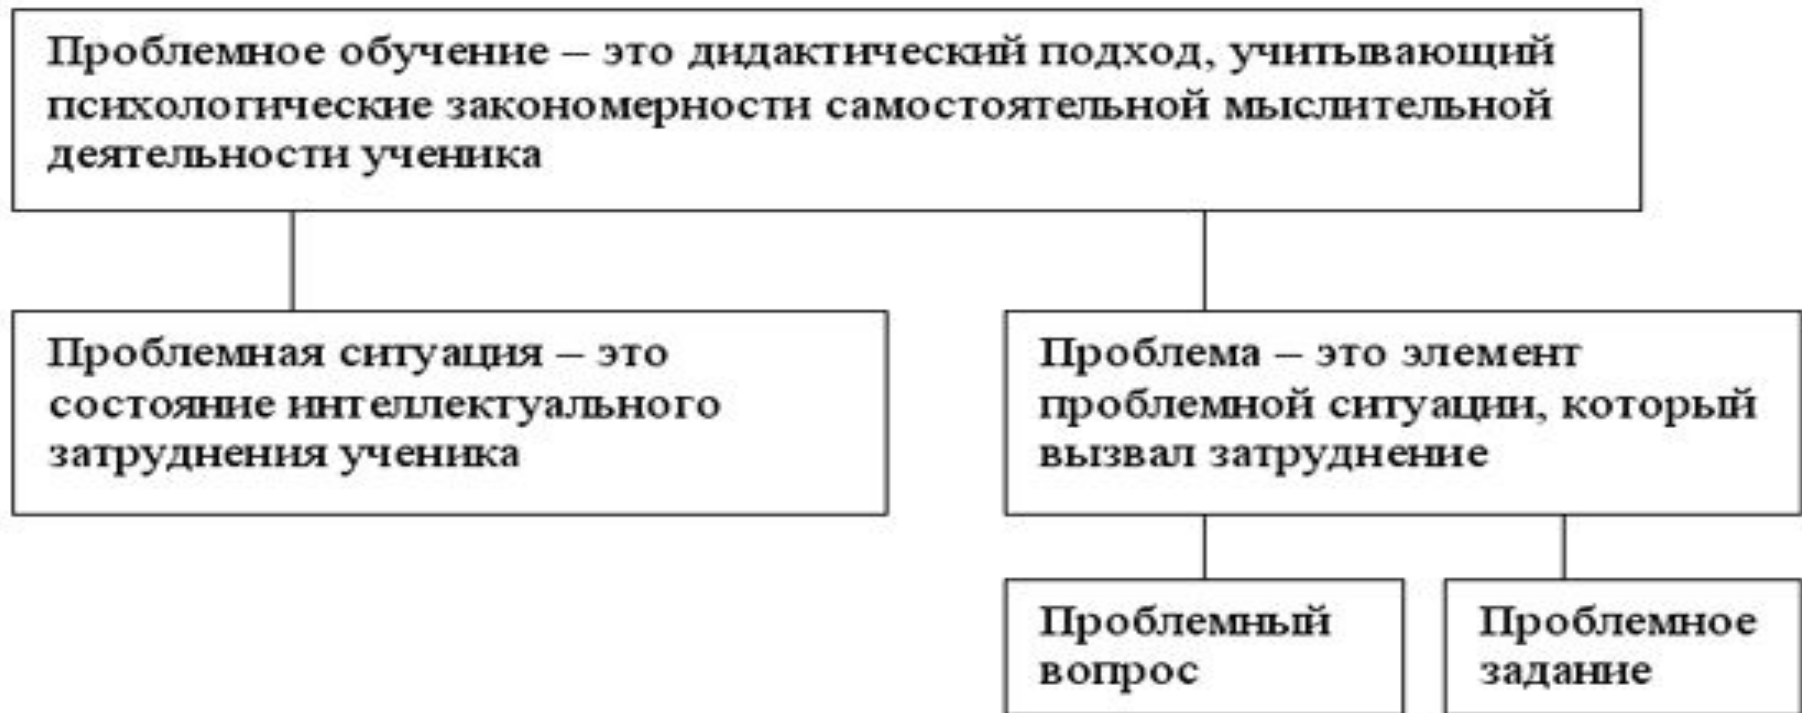 Проблемное обучение – это дидактический подход, учитывающий
психологические закономерности самостоятельной мыслительной
деятельности ученика
Проблемная ситуация – это
состояние интеллектуального
затруднения ученика
Проблема – это элемент
проблемной ситуации, который
вызвал затруднение
Проблемный
вопрос
Проблемное
задание